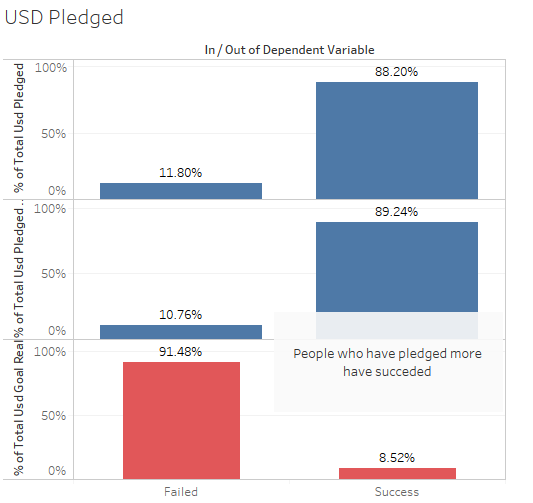 USD Pledged
In / Out of Dependent Variable
% of Total Usd Pledged
100%
50%
0%
11.80%
88.20%
% of Total Usd Pledged ..
100%
50%
0%
10.76%
89.24%
% of Total Usd Goal Real
100%
50%
0%
91.48%
8.52%
People who have pledged more
have succeded
Failed
Success